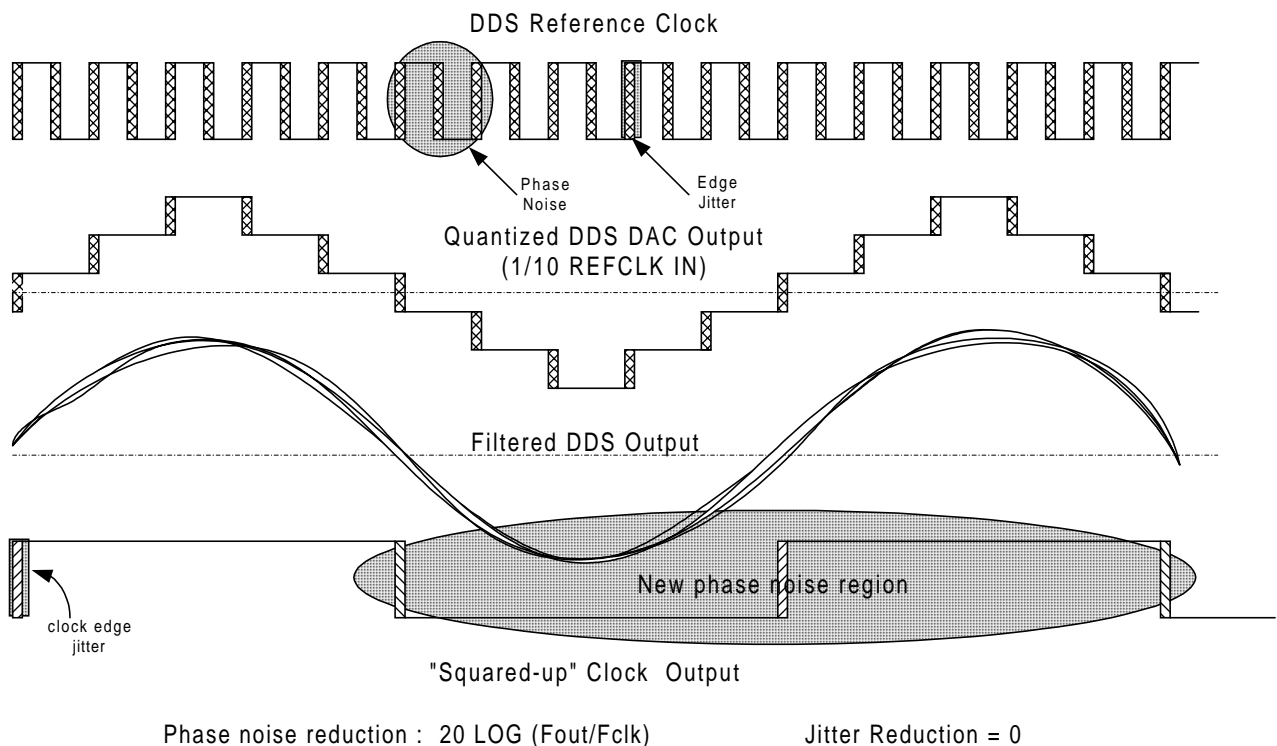 DDS Reference Clock
Phase
Noise
Edge
Jitter
Quantized DDS DAC Output
(1/10 REFCLK IN)
Filtered DDS Output
New phase noise region
clock edge
jitter
"Squared-up" Clock Output
Phase noise reduction : 20 LOG (Fout/Fclk)
Jitter Reduction = 0